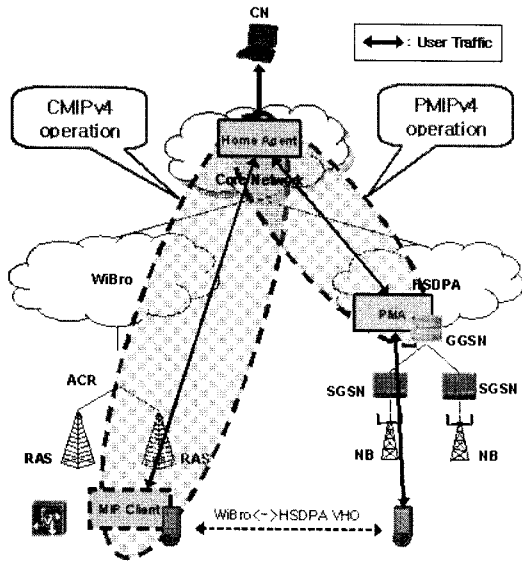 CN
: User Traffic
CMIPv4
operation
PMIPv4
operation
Home Agent
Core Network
WiBro
HSDPA
PMA
GGSN
ACR
SGSN
SGSN
RAS
RAS
NB
NB
MIP Client
WiBro<->HSDPA VHO